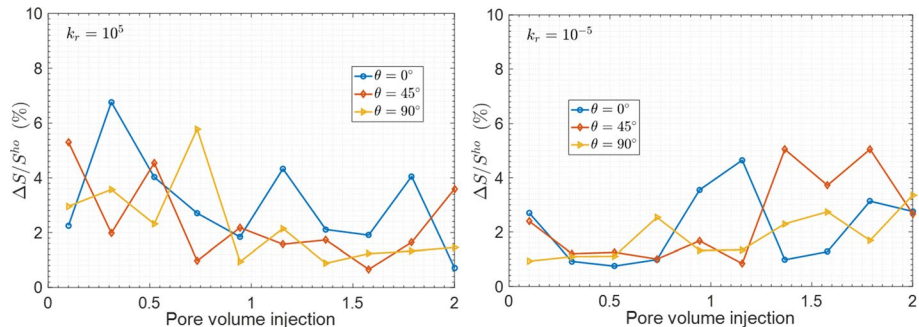 k_r = 10^5
θ = 0°
θ = 45°
θ = 90°
ΔS/S^{ho} (%)
10
8
6
4
2
0
0 0.5 1 1.5 2
Pore volume injection
k_r = 10^{-5}
θ = 0°
θ = 45°
θ = 90°
ΔS/S^{ho} (%)
10
8
6
4
2
0
0 0.5 1 1.5 2
Pore volume injection